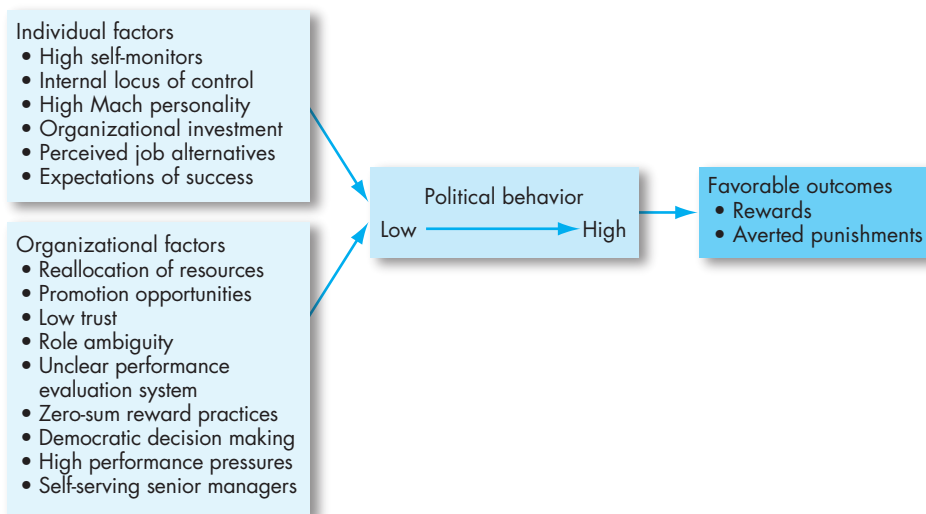 Individual factors
• High self-monitors
• Internal locus of control
• High Mach personality
• Organizational investment
• Perceived job alternatives
• Expectations of success
Organizational factors
• Reallocation of resources
• Promotion opportunities
• Low trust
• Role ambiguity
• Unclear performance
evaluation system
• Zero-sum reward practices
• Democratic decision making
• High performance pressures
• Self-serving senior managers
Political behavior
Low High
Favorable outcomes
• Rewards
• Averted punishments